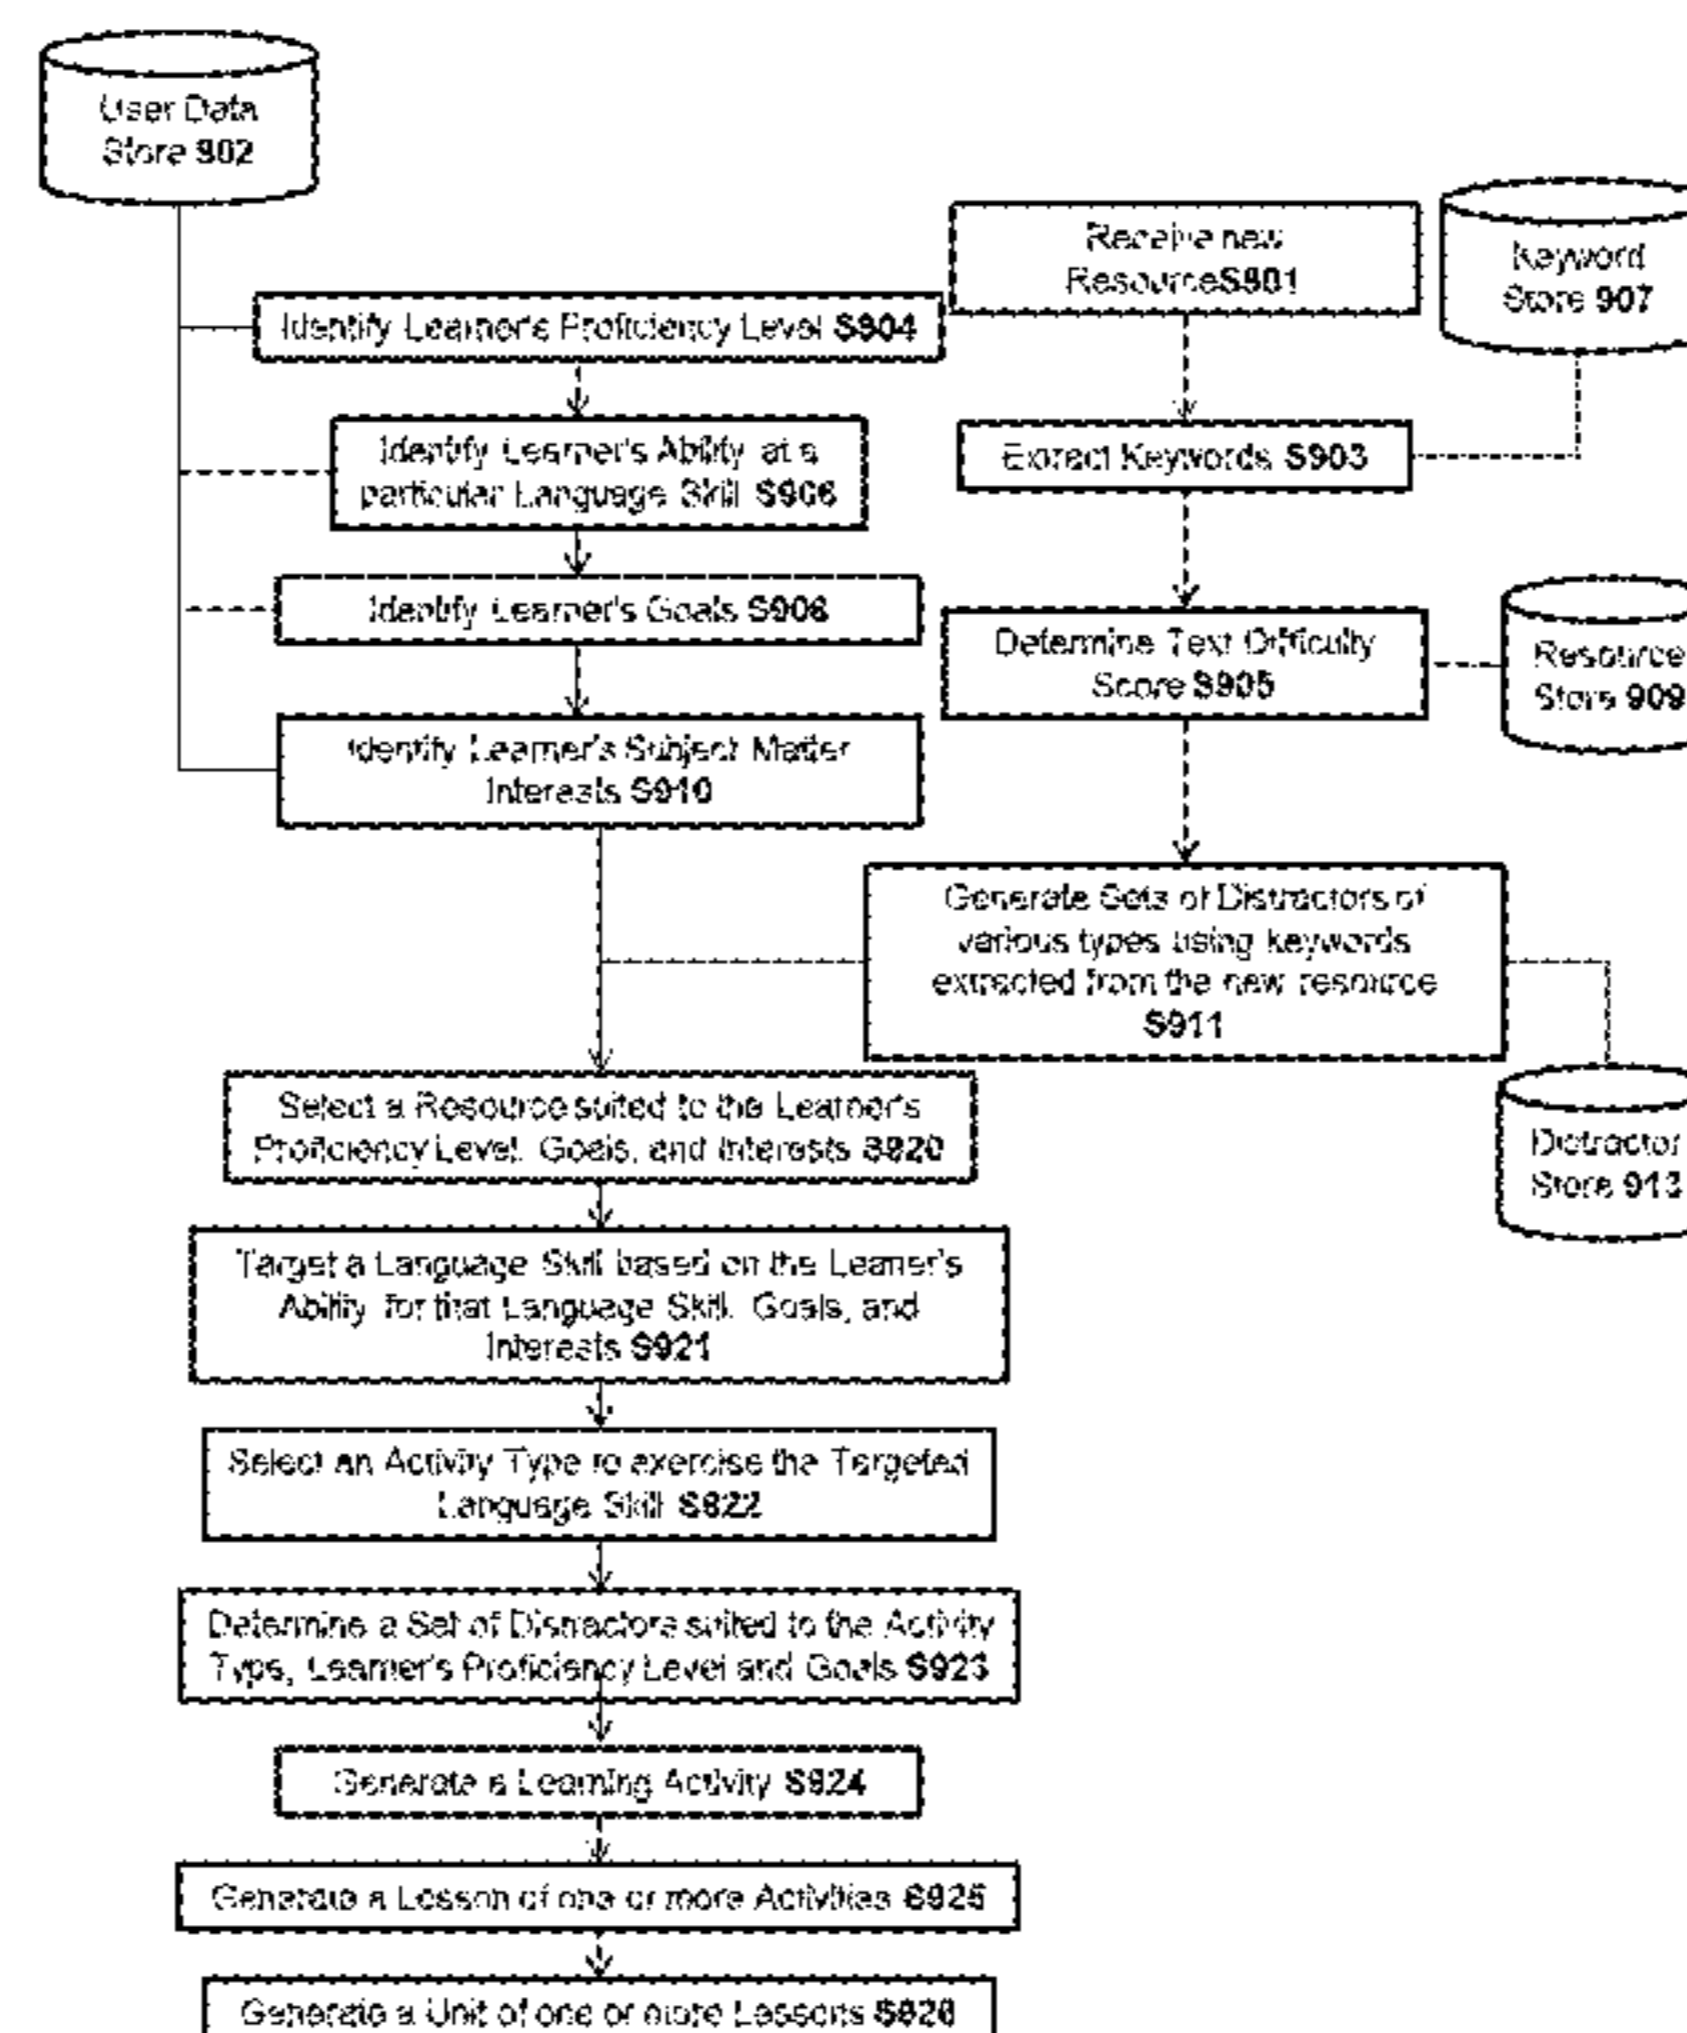 User Data
Store 902
Receive new
ResourceS901
Keyword
Store 907
Identify Learner's Proficiency Level S904
Identify Learner's Ability at a
particular Language Skill S906
Extract Keywords S903
Identify Learner's Goals S908
Determine Text Difficulty
Score S905
Resource
Store 909
Identify Learner's Subject Matter
Interests S910
Generate Sets of Distractors of
various types using keywords
extracted from the new resource
S911
Select a Resource suited to the Learner's
Proficiency Level, Goals, and Interests S920
Distractor
Store 913
Target a Language Skill based on the Learner's
Ability for that Language Skill, Goals, and
Interests S921
Select an Activity Type to exercise the Targeted
Language Skill S922
Determine a Set of Distractors suited to the Activity
Type, Learner's Proficiency Level and Goals S923
Generate a Learning Activity S924
Generate a Lesson of one or more Activities S925
Generate a Unit of one or more Lessons S926